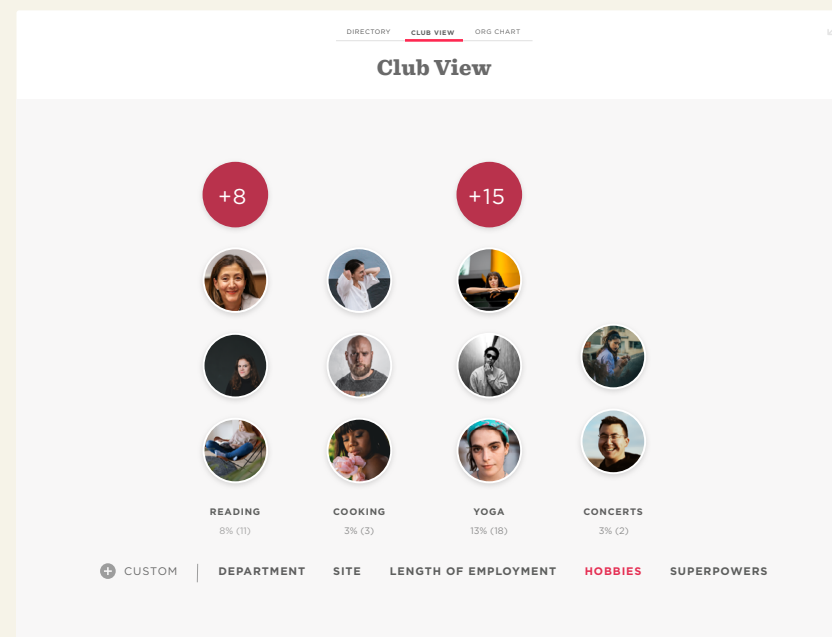 DIRECTORY CLUB VIEW ORG CHART
Club View
+8 +15
READING COOKING YOGA CONCERTS
8% (11) 3% (3) 13% (18) 3% (2)
CUSTOM DEPARTMENT SITE LENGTH OF EMPLOYMENT HOBBIES SUPERPOWERS